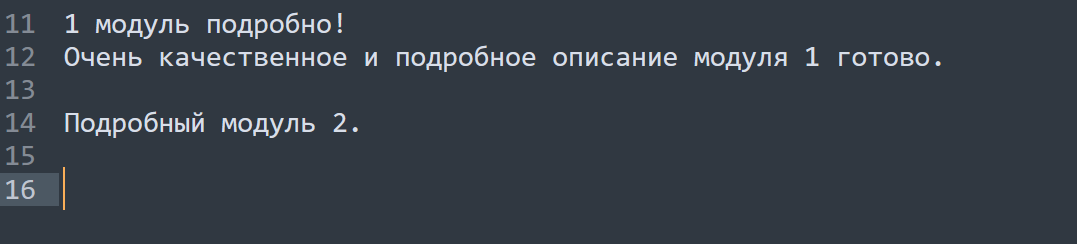 11 1 модуль подробно!
12 Очень качественное и подробное описание модуля 1 готово.
13
14 Подробный модуль 2.
15
16